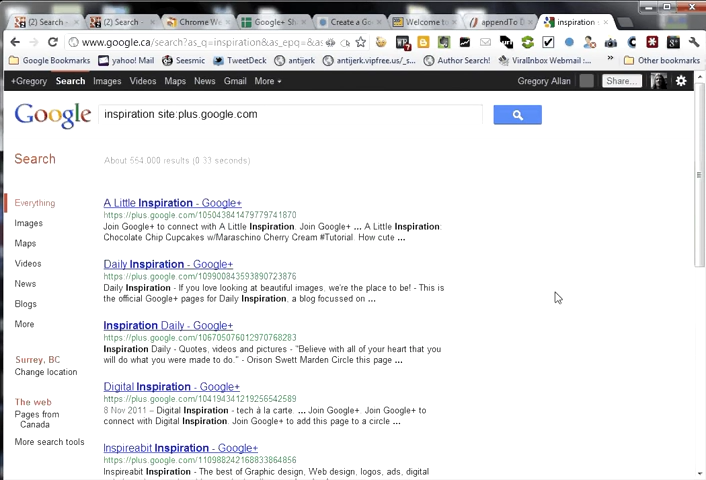 (2) Search -
(2) Search -
Chrome We
Google+ Sh
Create a Go
Welcome to
appendTo D
inspiration
www.google.ca/search?as_q=inspiration&as_epq=&as
Google Bookmarks
yahoo! Mail
Seesmic
TweetDeck
antijerk
antijerk.vipfree.us/_s...
Author Search!
ViralInbox Webmail :...
»
Other bookmarks
+Gregory
Search
Images
Videos
Maps
News
Gmail
More
Gregory Allan
Share...
Google
inspiration site:plus.google.com
Search
About 554,000 results (0.33 seconds)
Everything
Images
Maps
Videos
News
Blogs
More
Surrey, BC
Change location
The web
Pages from
Canada
More search tools
A Little Inspiration - Google+
https://plus.google.com/105043841479779741870
Join Google+ to connect with A Little Inspiration. Join Google+ ... A Little Inspiration:
Chocolate Chip Cupcakes w/Maraschino Cherry Cream #Tutorial. How cute ...
Daily Inspiration - Google+
https://plus.google.com/109900843593890723876
Daily Inspiration - If you love looking at beautiful images, we're the place to be! - This is
the official Google+ pages for Daily Inspiration, a blog focussed on ...
Inspiration Daily - Google+
https://plus.google.com/106705076012970768283
Inspiration Daily - Quotes, videos and pictures - "Believe with all of your heart that you
will do what you were made to do." - Orison Swett Marden Circle this page ...
Digital Inspiration - Google+
https://plus.google.com/104194341219256542589
8 Nov 2011 – Digital Inspiration - tech à la carte. ... Join Google+. Join Google+ to
connect with Digital Inspiration. Join Google+ to add this page to a circle ...
Inspireabit Inspiration - Google+
https://plus.google.com/110988242168833864856
Inspireabit Inspiration - The best of Graphic design, Web design, logos, ads, digital